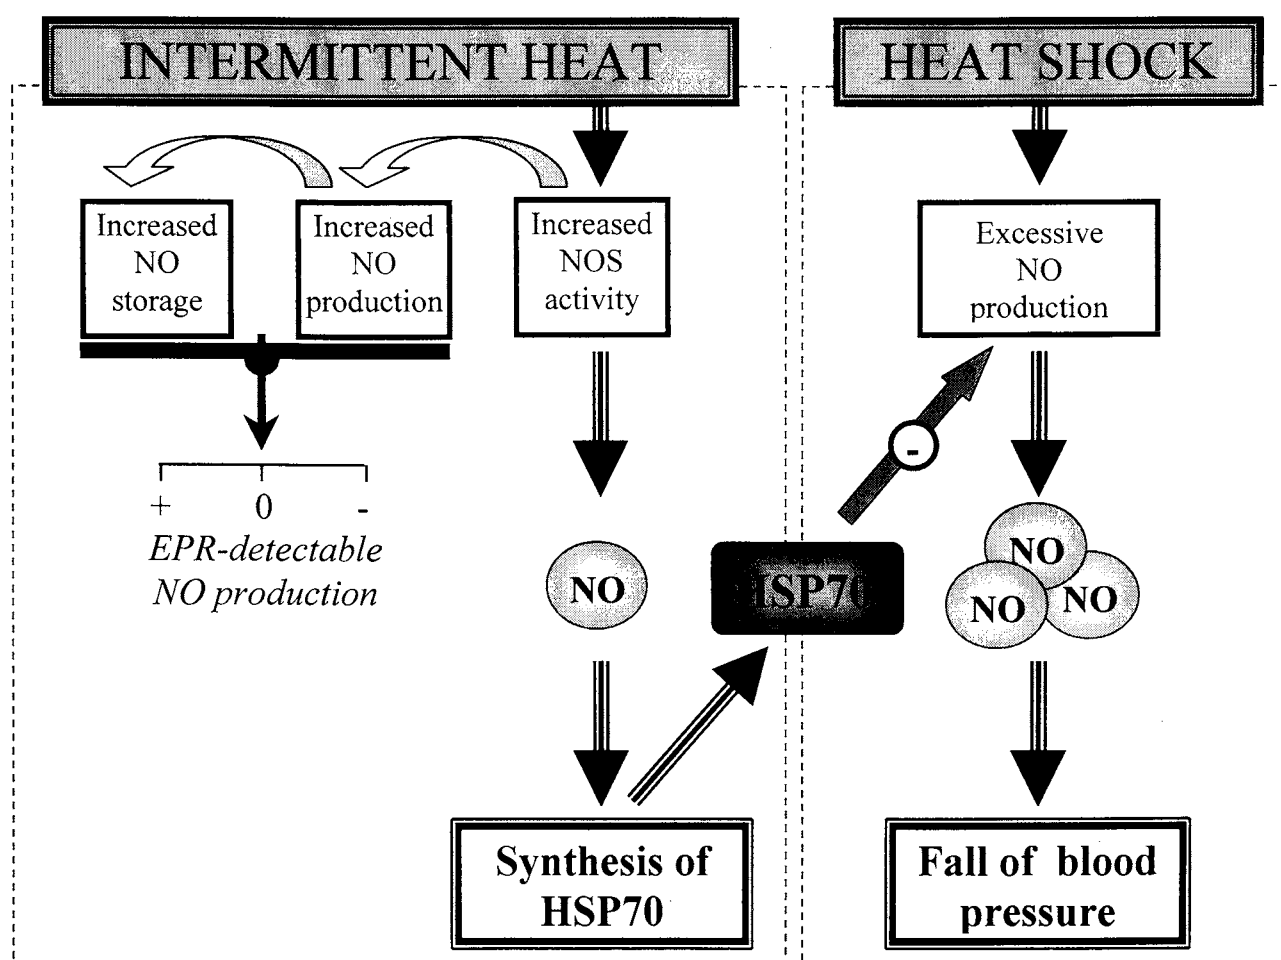 INTERMITTENT HEAT
HEAT SHOCK
Increased
NO
storage
Increased
NO
production
Increased
NOS
activity
Excessive
NO
production
-
+ 0 -
EPR-detectable
NO production
NO
HSP70
NO
NO
NO
Synthesis of
HSP70
Fall of blood
pressure